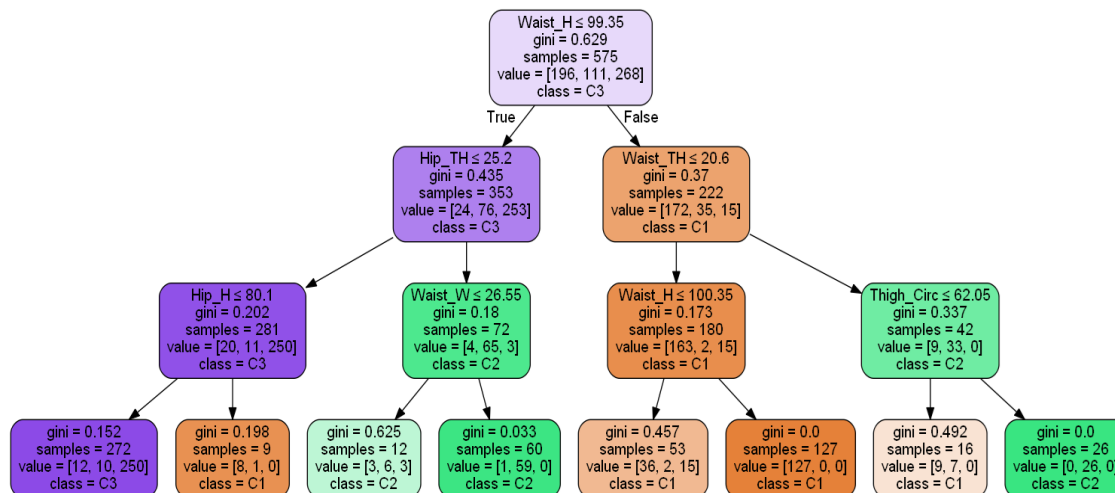 Waist_H ≤ 99.35
gini = 0.629
samples = 575
value = [196, 111, 268]
class = C3
True
False
Hip_TH ≤ 25.2
gini = 0.435
samples = 353
value = [24, 76, 253]
class = C3
Waist_TH ≤ 20.6
gini = 0.37
samples = 222
value = [172, 35, 15]
class = C1
Hip_H ≤ 80.1
gini = 0.202
samples = 281
value = [20, 11, 250]
class = C3
Waist_W ≤ 26.55
gini = 0.18
samples = 72
value = [4, 65, 3]
class = C2
Waist_H ≤ 100.35
gini = 0.173
samples = 180
value = [163, 2, 15]
class = C1
Thigh_Circ ≤ 62.05
gini = 0.337
samples = 42
value = [9, 33, 0]
class = C2
gini = 0.152
samples = 272
value = [12, 10, 250]
class = C3
gini = 0.198
samples = 9
value = [8, 1, 0]
class = C1
gini = 0.625
samples = 12
value = [3, 6, 3]
class = C2
gini = 0.033
samples = 60
value = [1, 59, 0]
class = C2
gini = 0.457
samples = 53
value = [36, 2, 15]
class = C1
gini = 0.0
samples = 127
value = [127, 0, 0]
class = C1
gini = 0.492
samples = 16
value = [9, 7, 0]
class = C1
gini = 0.0
samples = 26
value = [0, 26, 0]
class = C2